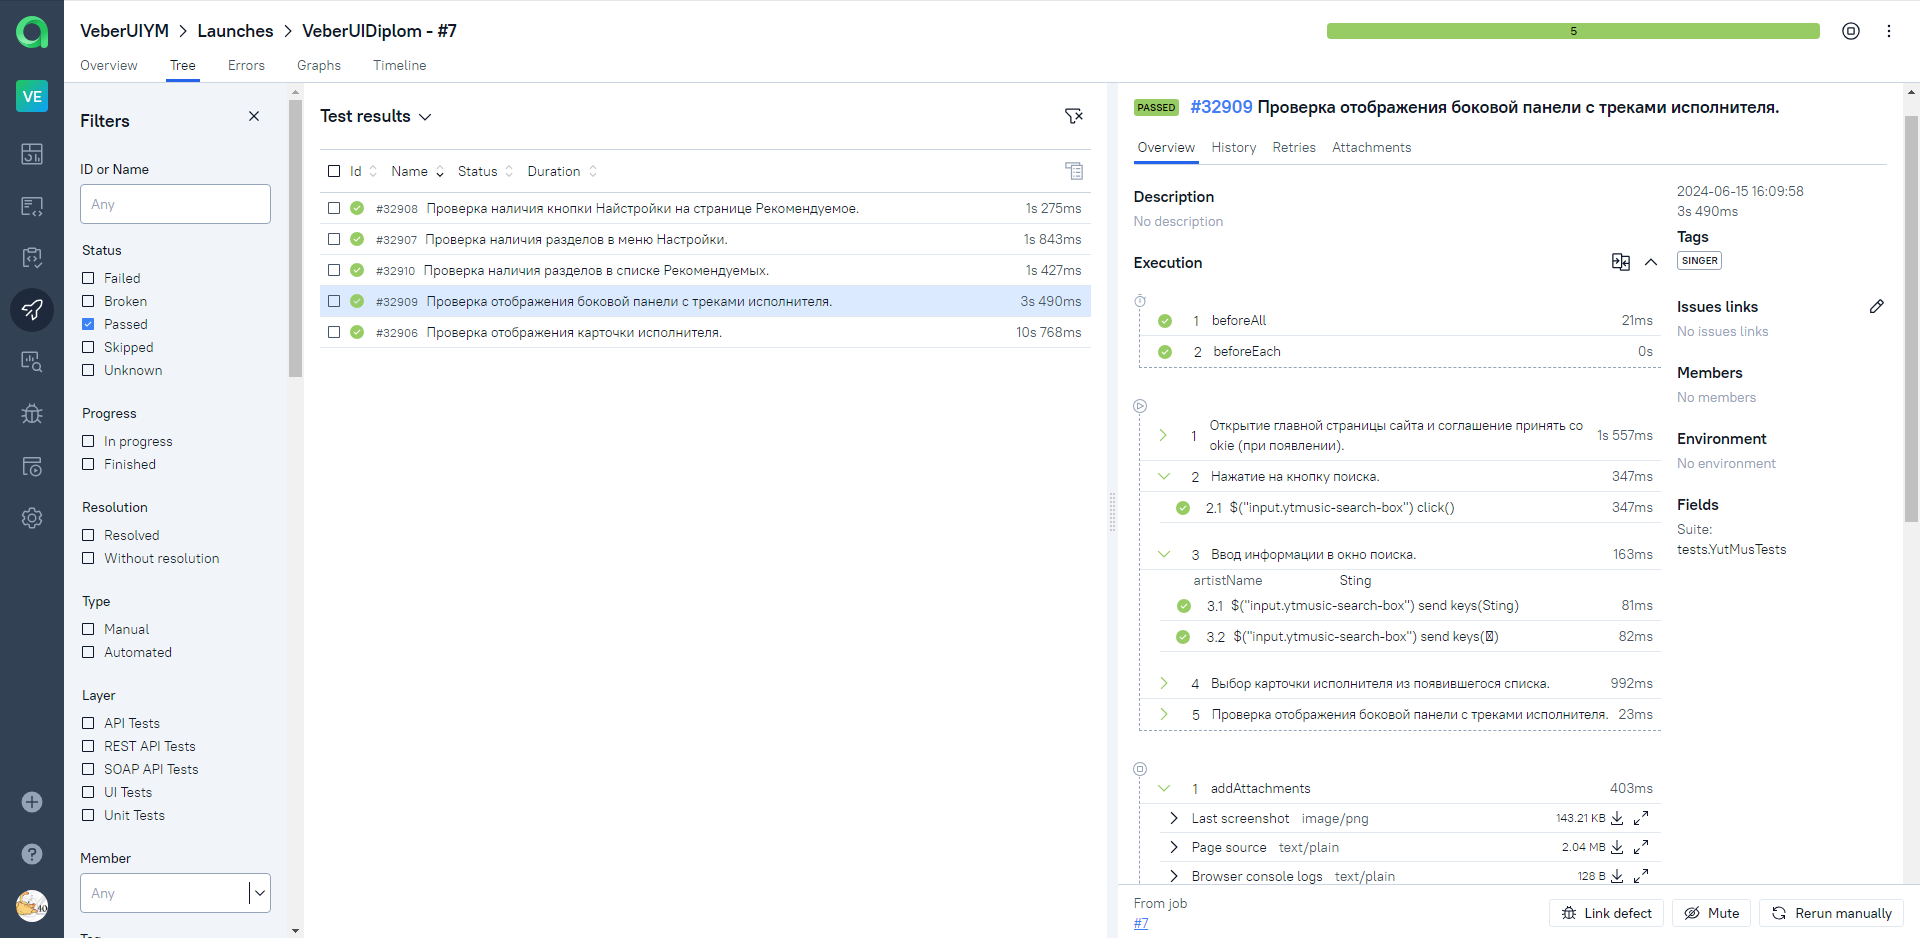 VE
VeberUIYM > Launches > VeberUIDiplom - #7
5
Overview Tree Errors Graphs Timeline
Filters
ID or Name
Any
Status
Failed
Broken
Passed
Skipped
Unknown
Progress
In progress
Finished
Resolution
Resolved
Without resolution
Type
Manual
Automated
Layer
API Tests
REST API Tests
SOAP API Tests
UI Tests
Unit Tests
Member
Any
Test results
Id Name Status Duration
#32908 Проверка наличия кнопки Найстройки на странице Рекомендуемое. 1s 275ms
#32907 Проверка наличия разделов в меню Настройки. 1s 843ms
#32910 Проверка наличия разделов в списке Рекомендуемых. 1s 427ms
#32909 Проверка отображения боковой панели с треками исполнителя. 3s 490ms
#32906 Проверка отображения карточки исполнителя. 10s 768ms
PASSED #32909 Проверка отображения боковой панели с треками исполнителя.
Overview History Retries Attachments
Description
No description
Execution
1 beforeAll 21ms
2 beforeEach 0s
1 Открытие главной страницы сайта и соглашение принять со
okie (при появлении). 1s 557ms
2 Нажатие на кнопку поиска. 347ms
2.1 $("input.ytmusic-search-box") click() 347ms
3 Ввод информации в окно поиска. 163ms
artistName Sting
3.1 $("input.ytmusic-search-box") send keys(Sting) 81ms
3.2 $("input.ytmusic-search-box") send keys() 82ms
4 Выбор карточки исполнителя из появившегося списка. 992ms
5 Проверка отображения боковой панели с треками исполнителя. 23ms
1 addAttachments 403ms
Last screenshot image/png 143.21 KB
Page source text/plain 2.04 MB
Browser console logs text/plain 128 B
2024-06-15 16:09:58
3s 490ms
Tags
SINGER
Issues links
No issues links
Members
No members
Environment
No environment
Fields
Suite:
tests.YutMusTests
From job
#7
Link defect Mute Rerun manually